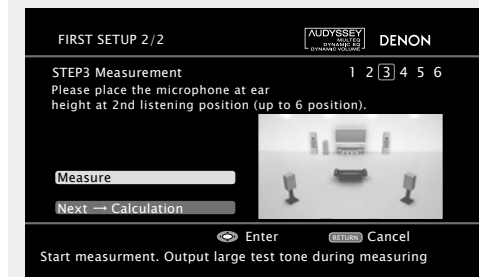 FIRST SETUP 2/2
AUDYSSEY
MULTEQ
DYNAMIC EQ
DYNAMIC VOLUME
DENON
STEP3 Measurement
1 2 3 4 5 6
Please place the microphone at ear
height at 2nd listening position (up to 6 position).
Measure
Next → Calculation
Enter
RETURN Cancel
Start measurment. Output large test tone during measuring